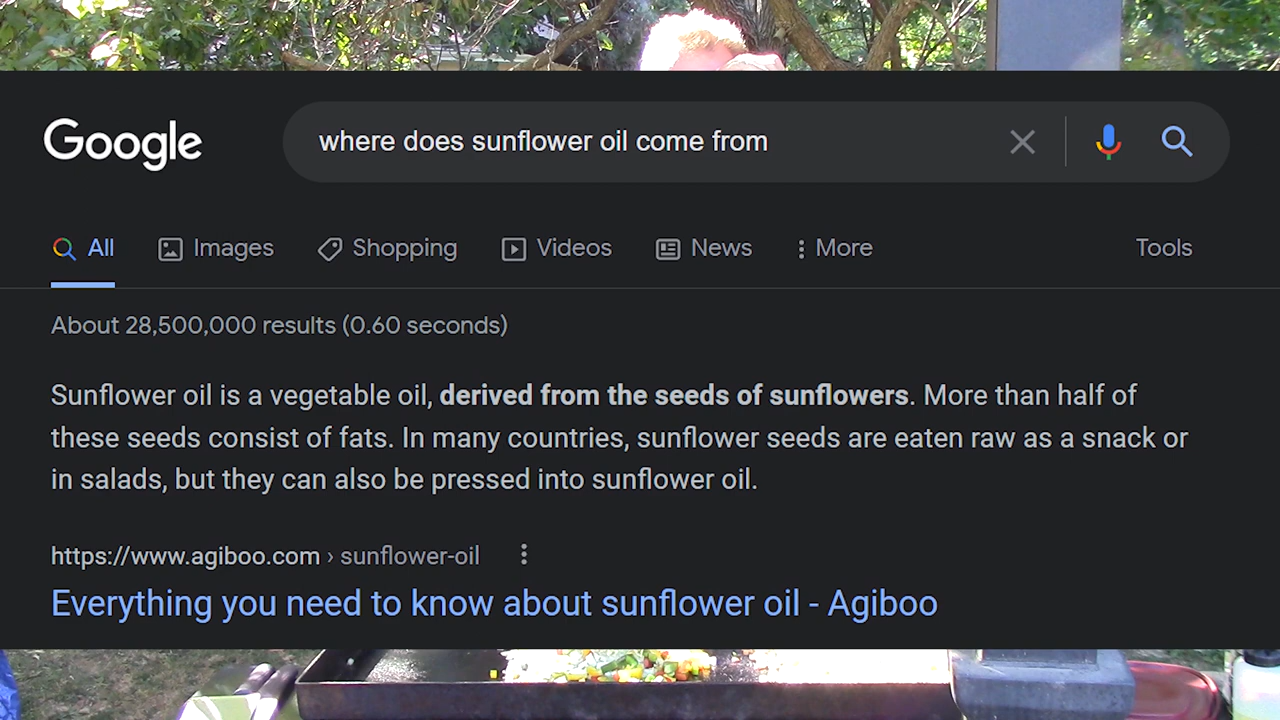 Google
where does sunflower oil come from
All Images Shopping Videos News More Tools
About 28,500,000 results (0.60 seconds)
Sunflower oil is a vegetable oil, derived from the seeds of sunflowers. More than half of
these seeds consist of fats. In many countries, sunflower seeds are eaten raw as a snack or
in salads, but they can also be pressed into sunflower oil.
https://www.agiboo.com › sunflower-oil
Everything you need to know about sunflower oil - Agiboo